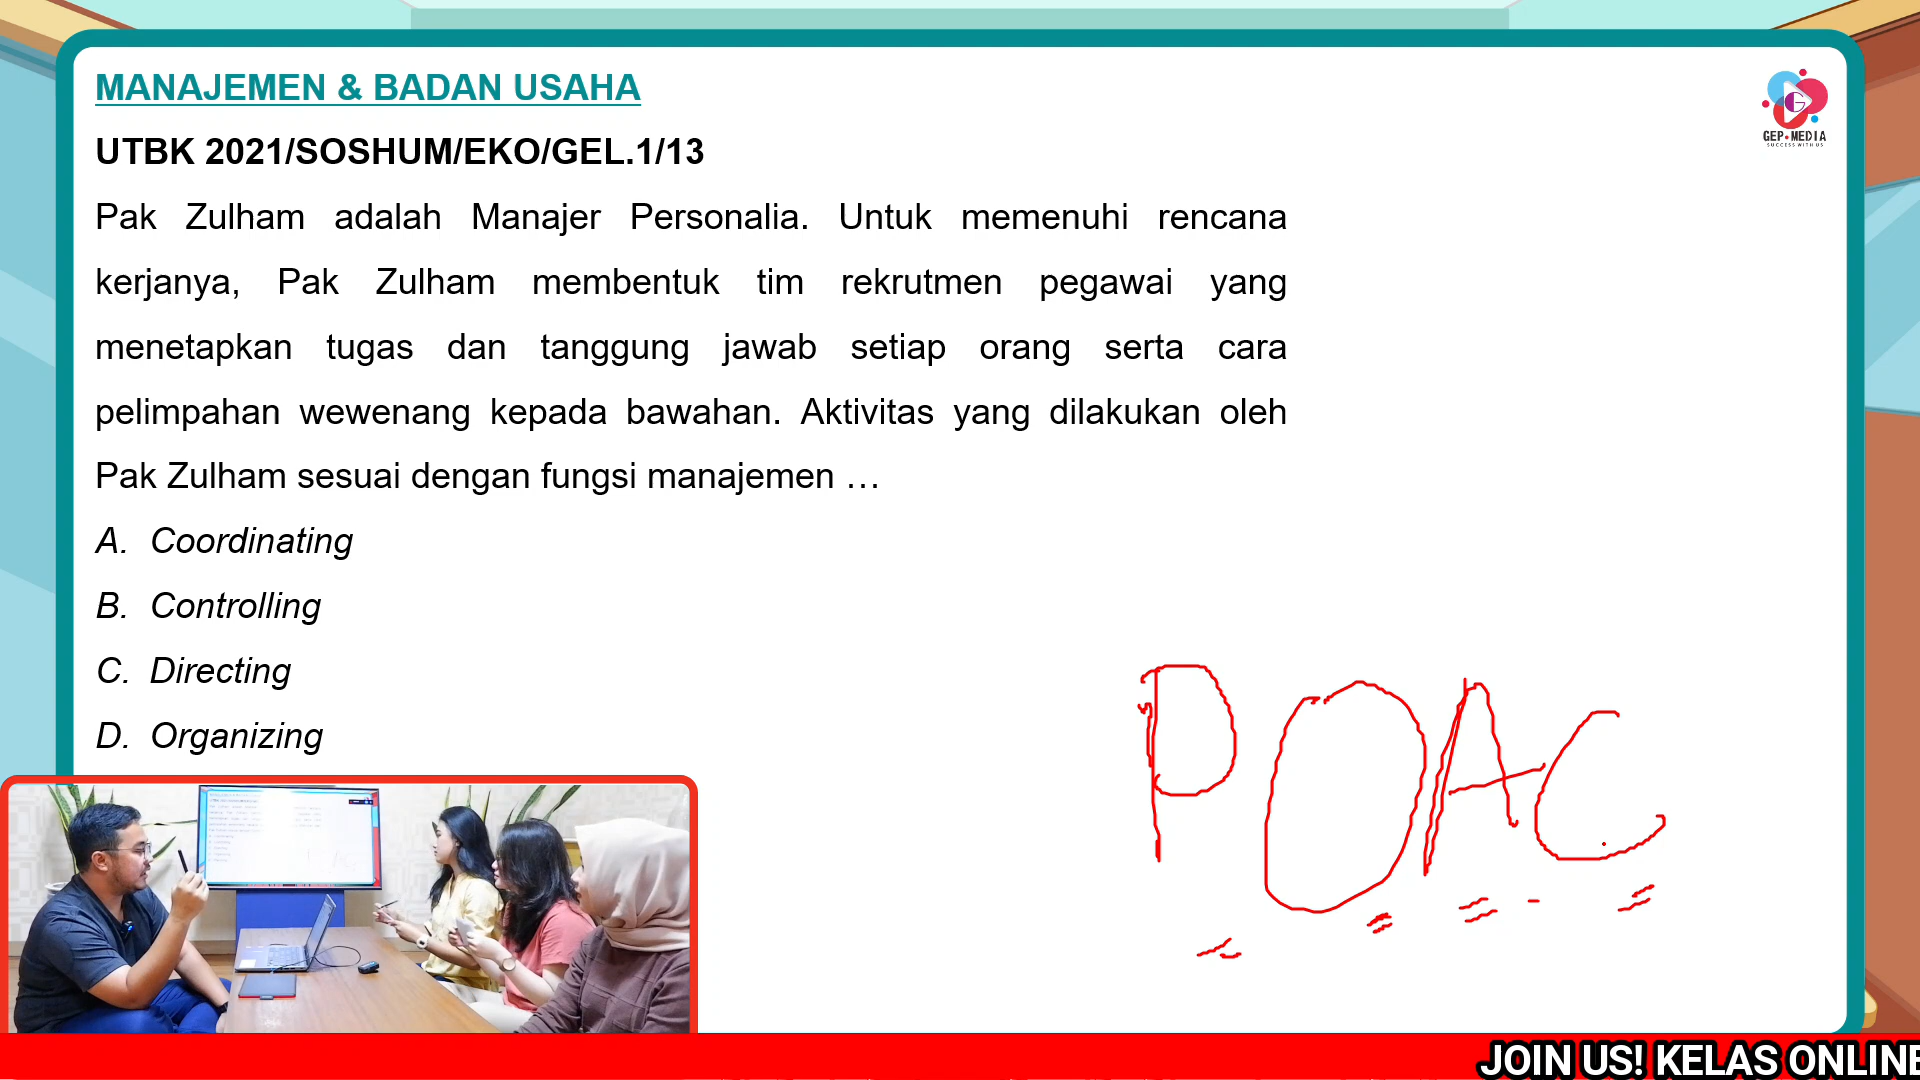 MANAJEMEN & BADAN USAHA
UTBK 2021/SOSHUM/EKO/GEL.1/13
Pak Zulham adalah Manajer Personalia. Untuk memenuhi rencana
kerjanya, Pak Zulham membentuk tim rekrutmen pegawai yang
menetapkan tugas dan tanggung jawab setiap orang serta cara
pelimpahan wewenang kepada bawahan. Aktivitas yang dilakukan oleh
Pak Zulham sesuai dengan fungsi manajemen …
A. Coordinating
B. Controlling
C. Directing
D. Organizing
POAC
G
GEP•MEDIA
SUCCESS WITH US
JOIN US! KELAS ONLINE